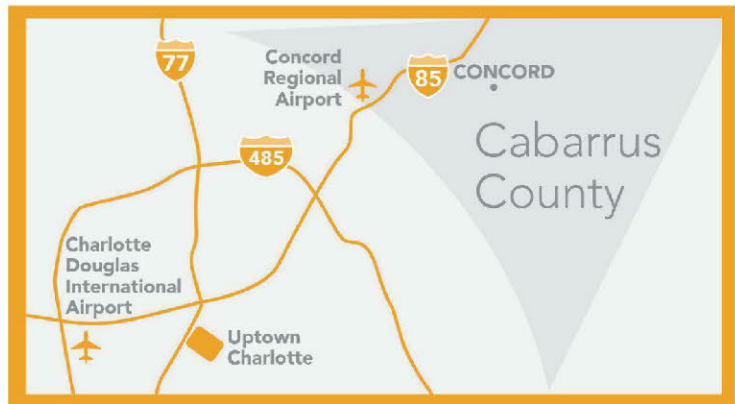 77
Concord
Regional
Airport
85
CONCORD
Cabarrus
County
485
Charlotte
Douglas
International
Airport
Uptown
Charlotte